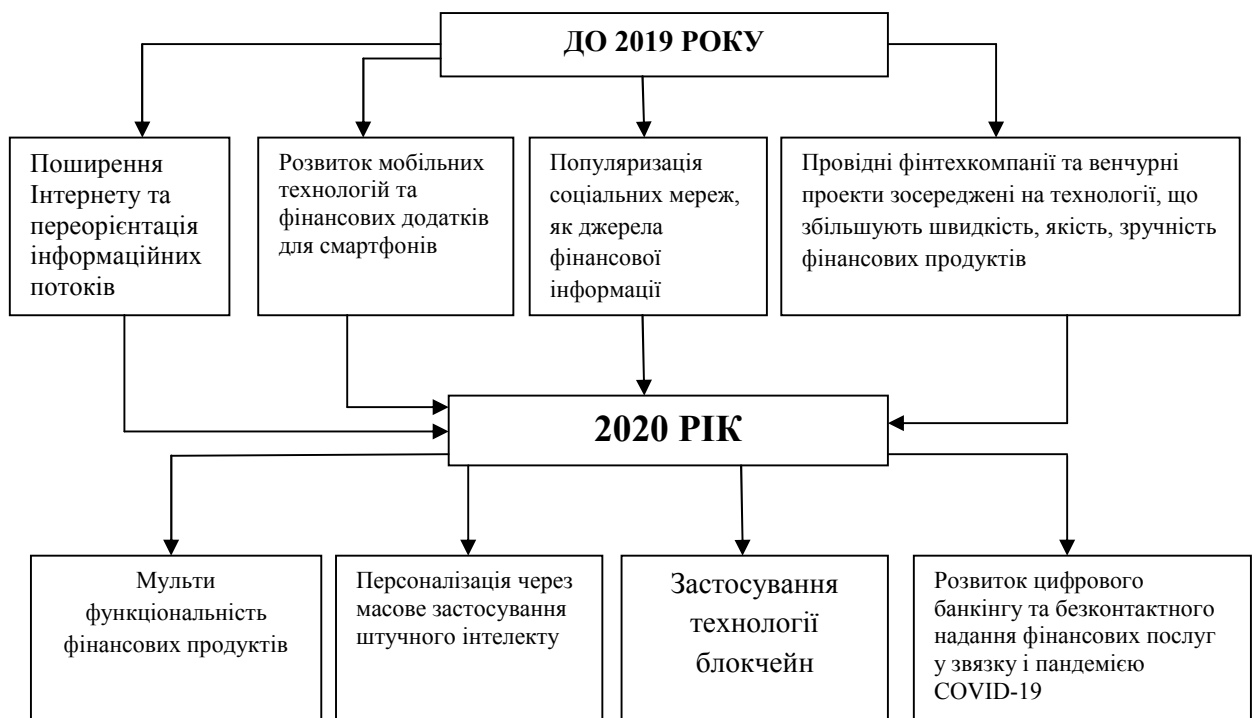 ДО 2019 РОКУ
Поширення
Інтернету та
переорієнтація
інформаційних
потоків
Розвиток мобільних
технологій та
фінансових додатків
для смартфонів
Популяризація
соціальних мереж,
як джерела
фінансової
інформації
Провідні фінтехкомпанії та венчурні
проекти зосереджені на технології, що
збільшують швидкість, якість, зручність
фінансових продуктів
2020 РІК
Мульти
функціональність
фінансових продуктів
Персоналізація через
масове застосування
штучного інтелекту
Застосування
технології
блокчейн
Розвиток цифрового
банкінгу та безконтактного
надання фінансових послуг
у звязку і пандемією
COVID-19